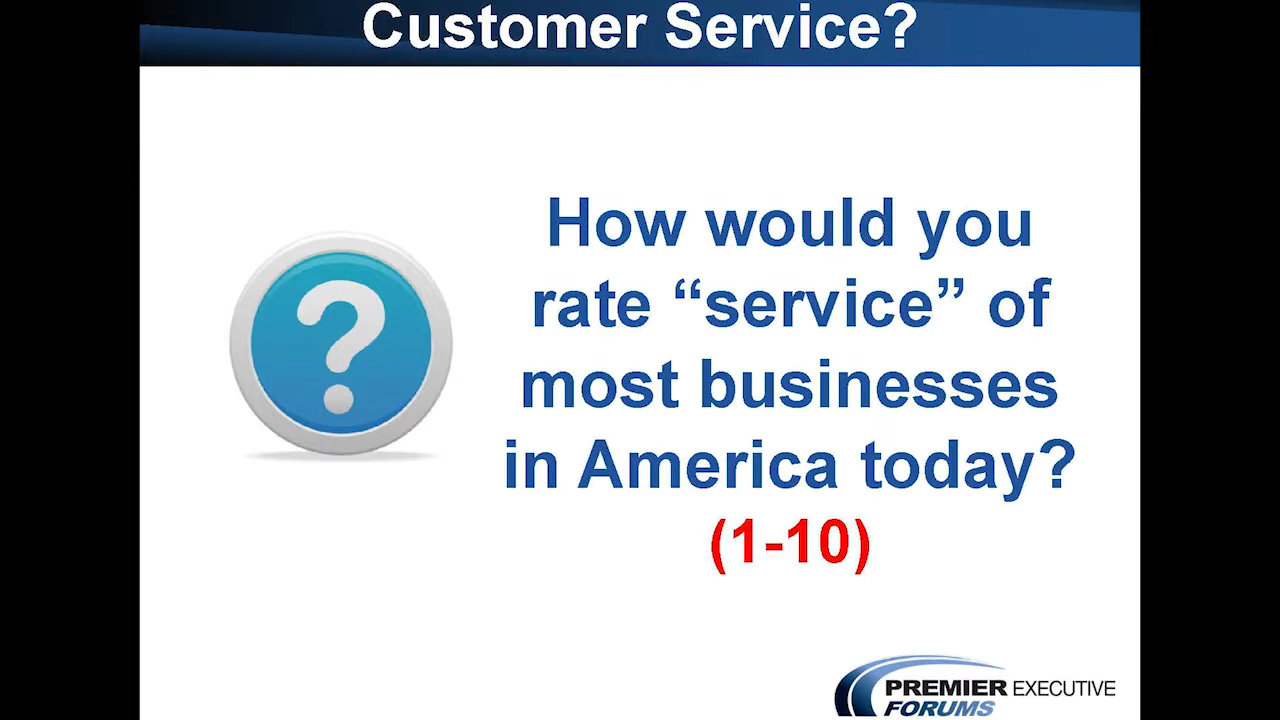 Customer Service?
?
How would you
rate “service” of
most businesses
in America today?
(1-10)
PREMIER EXECUTIVE
FORUMS